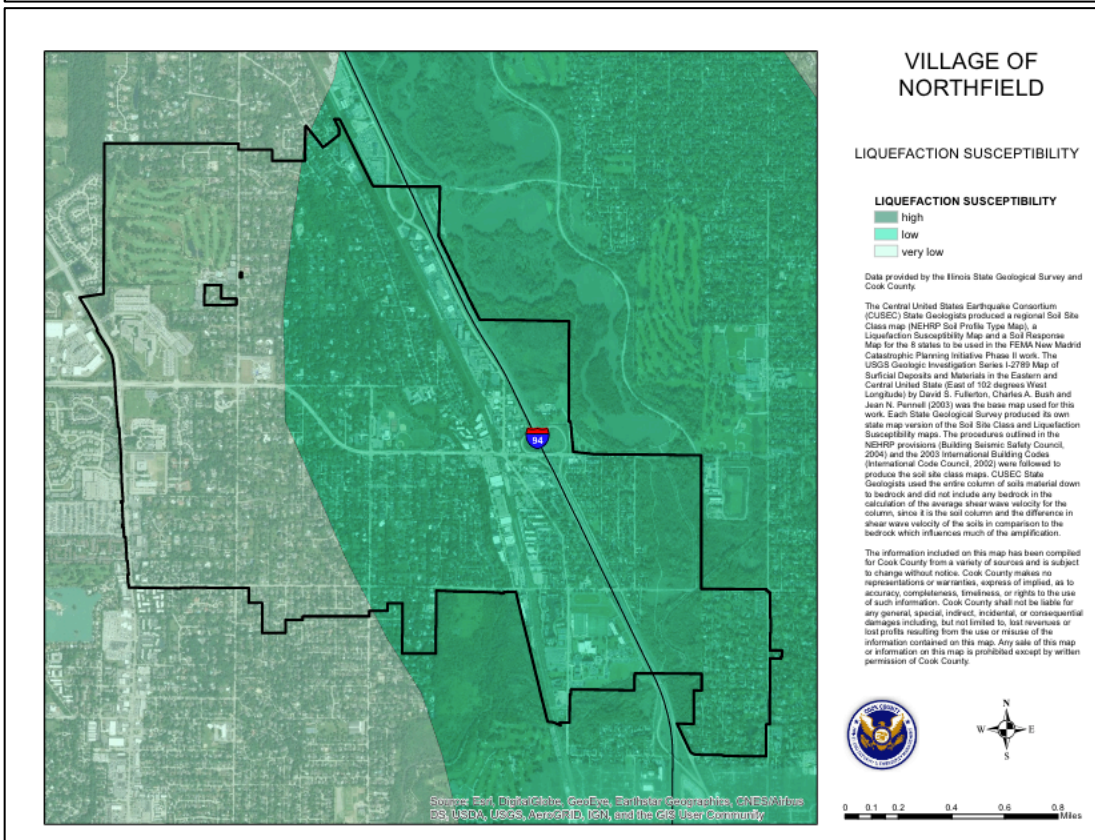 VILLAGE OF
NORTHFIELD
LIQUEFACTION SUSCEPTIBILITY
LIQUEFACTION SUSCEPTIBILITY
high
low
very low
Data provided by the Illinois State Geological Survey and
Cook County.
The Central United States Earthquake Consortium
(CUSEC) State Geologists produced a regional Soil Site
Class map (NEHRP Soil Profile Type Map), a
Liquefaction Susceptibility Map and a Soil Response
Map for the 8 states to be used in the FEMA New Madrid
Catastrophic Planning Initiative Phase II work. The
USGS Geologic Investigation Series I-2789 Map of
Surficial Deposits and Materials in the Eastern and
Central United State (East of 102 degrees West
Longitude) by David S. Fullerton, Charles A. Bush and
Jean N. Pennell (2003) was the base map used for this
work. Each State Geological Survey produced its own
state map version of the Soil Site Class and Liquefaction
Susceptibility maps. The procedures outlined in the
NEHRP provisions (Building Seismic Safety Council,
2004) and the 2003 International Building Codes
(International Code Council, 2002) were followed to
produce the soil site class maps. CUSEC State
Geologists used the entire column of soils material down
to bedrock and did not include any bedrock in the
calculation of the average shear wave velocity for the
column, since it is the soil column and the difference in
shear wave velocity of the soils in comparison to the
bedrock which influences much of the amplification.
The information included on this map has been compiled
for Cook County from a variety of sources and is subject
to change without notice. Cook County makes no
representations or warranties, express of implied, as to
accuracy, completeness, timeliness, or rights to the use
of such information. Cook County shall not be liable for
any general, special, indirect, incidental, or consequential
damages including, but not limited to, lost revenues or
lost profits resulting from the use or misuse of the
information contained on this map. Any sale of this map
or information on this map is prohibited except by written
permission of Cook County.
94
COOK COUNTY
N
W E
S
0 0.1 0.2 0.4 0.6 0.8
Miles
Source: Esri, DigitalGlobe, GeoEye, Earthstar Geographics, CNES/Airbus
DS, USDA, USGS, AeroGRID, IGN, and the GIS User Community